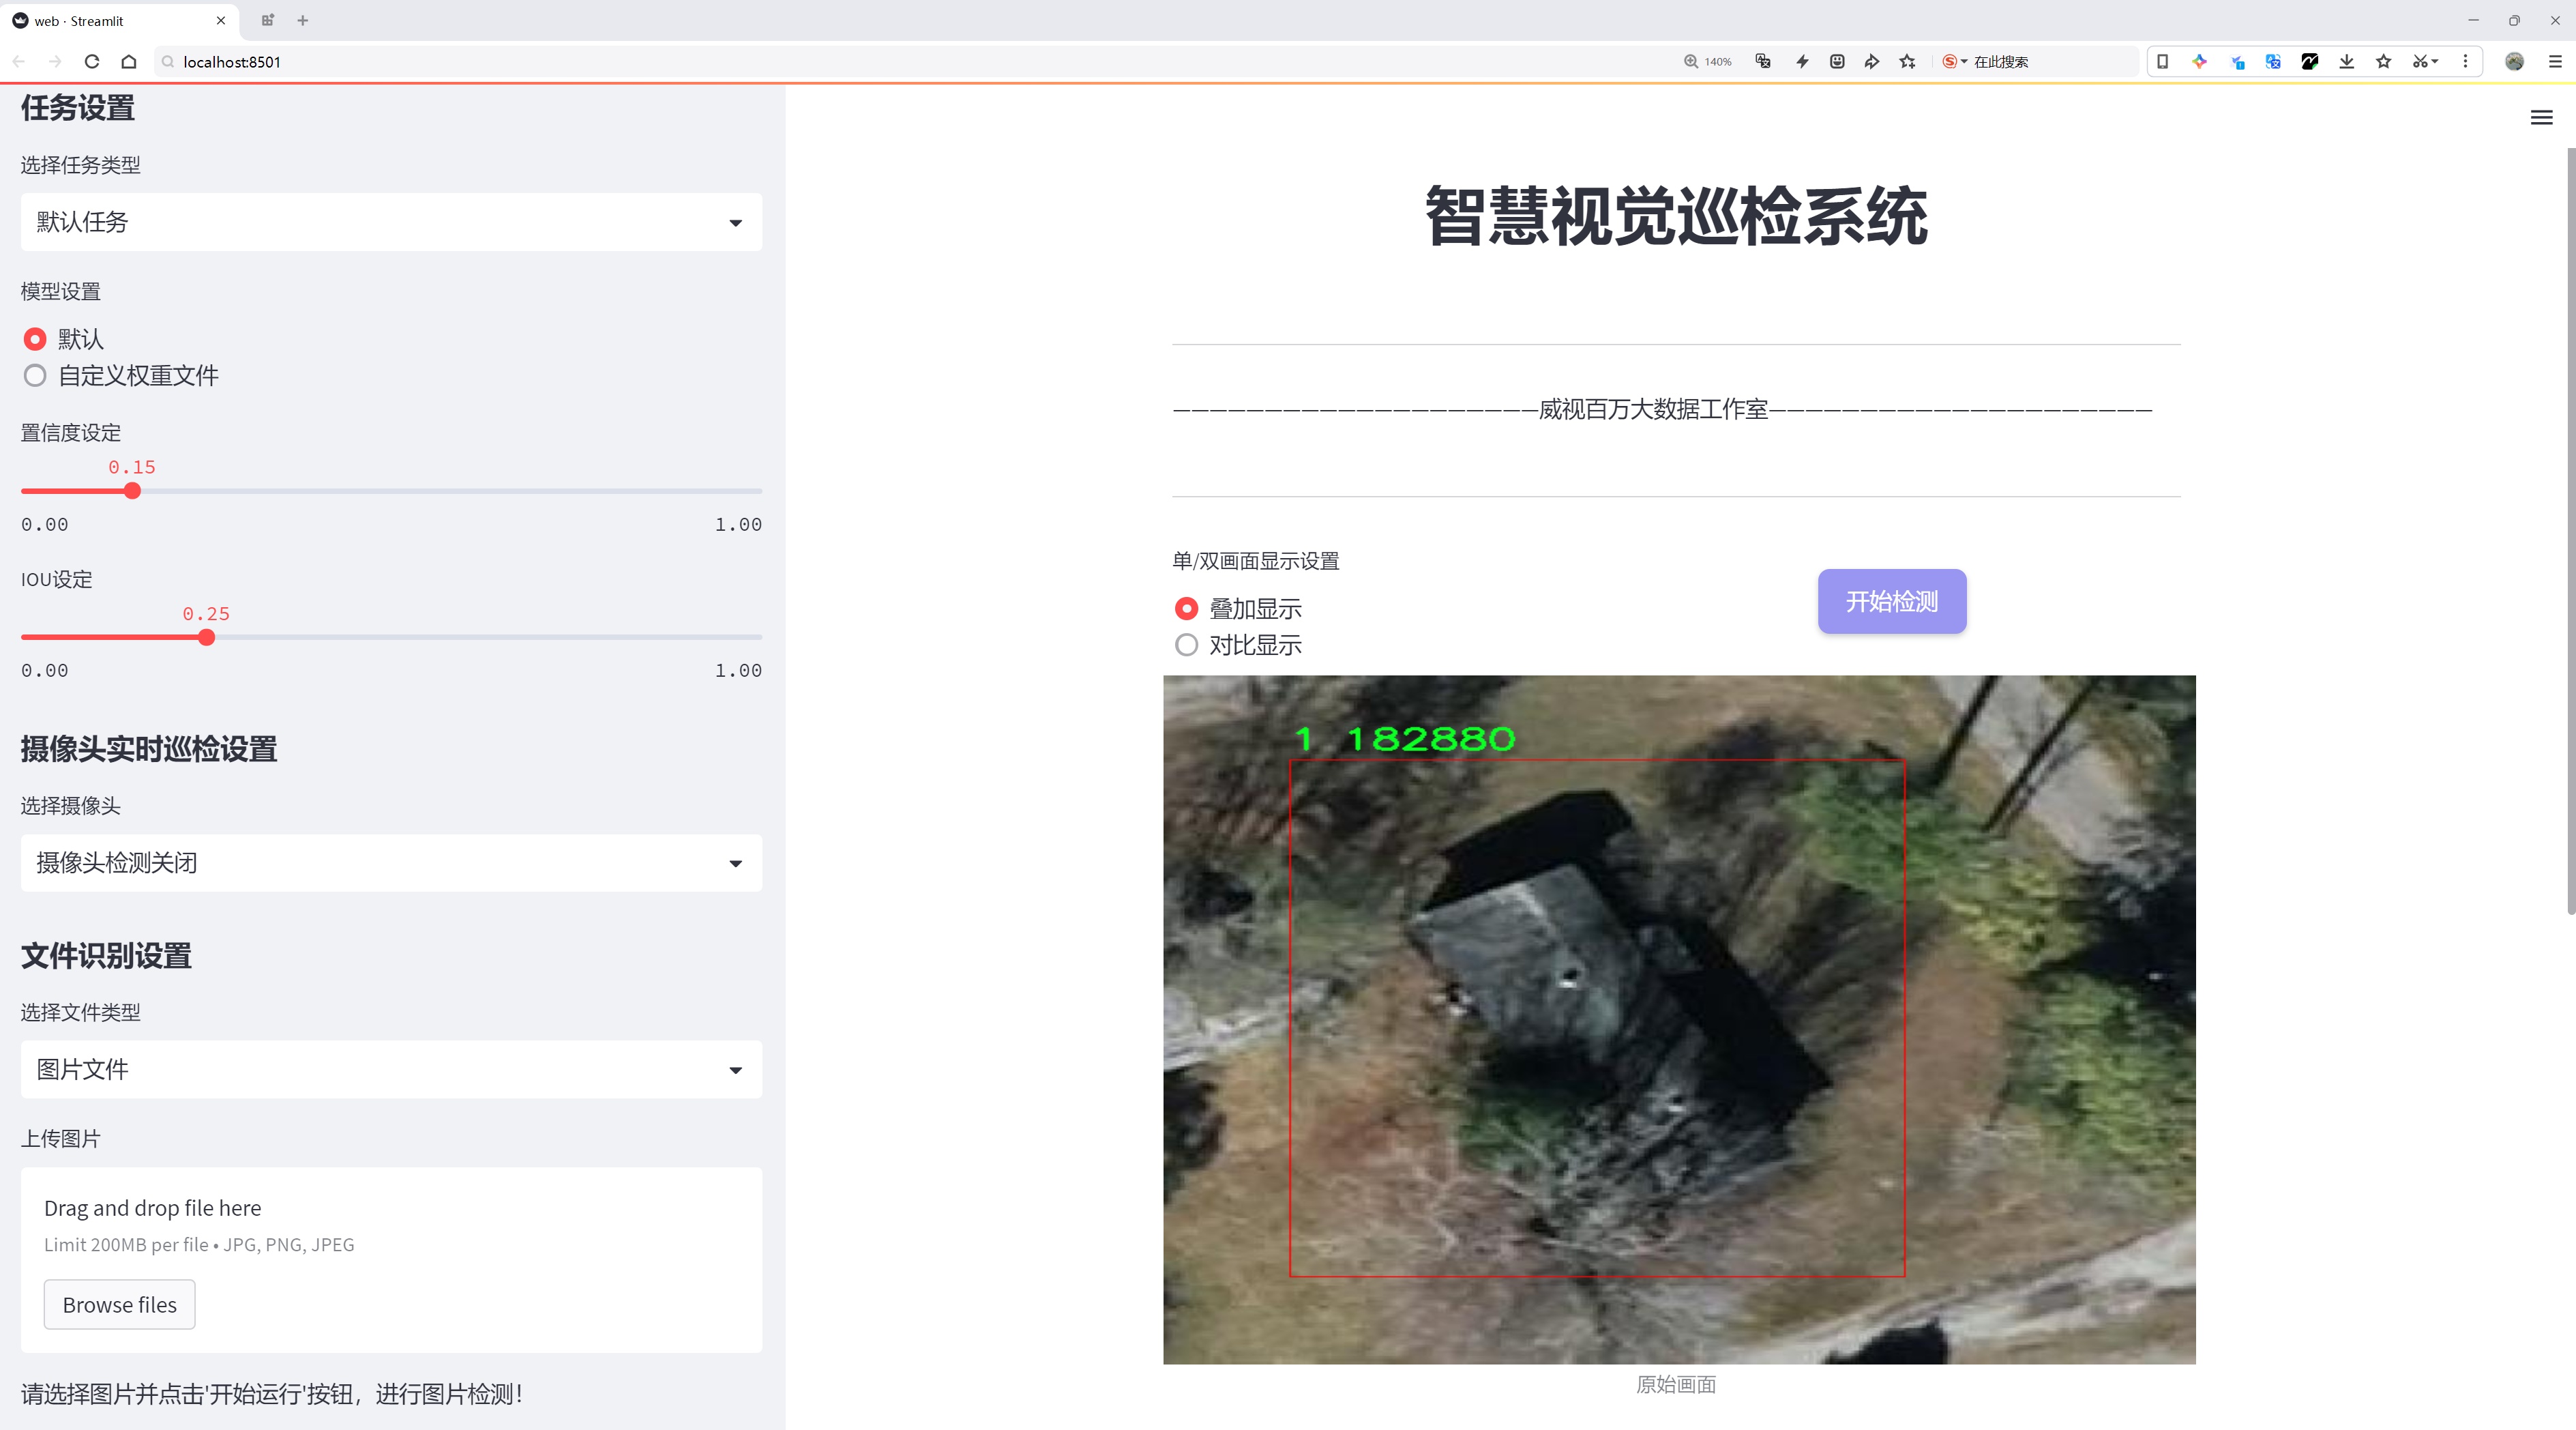 web · Streamlit
localhost:8501
140%
在此搜索
任务设置
选择任务类型
默认任务
模型设置
默认
自定义权重文件
置信度设定
0.15
0.00
1.00
IOU设定
0.25
0.00
1.00
摄像头实时巡检设置
选择摄像头
摄像头检测关闭
文件识别设置
选择文件类型
图片文件
上传图片
Drag and drop file here
Limit 200MB per file • JPG, PNG, JPEG
Browse files
请选择图片并点击'开始运行'按钮，进行图片检测！
智慧视觉巡检系统
————————————————————威视百万大数据工作室—————————————————————
单/双画面显示设置
叠加显示
对比显示
开始检测
1 182880
原始画面